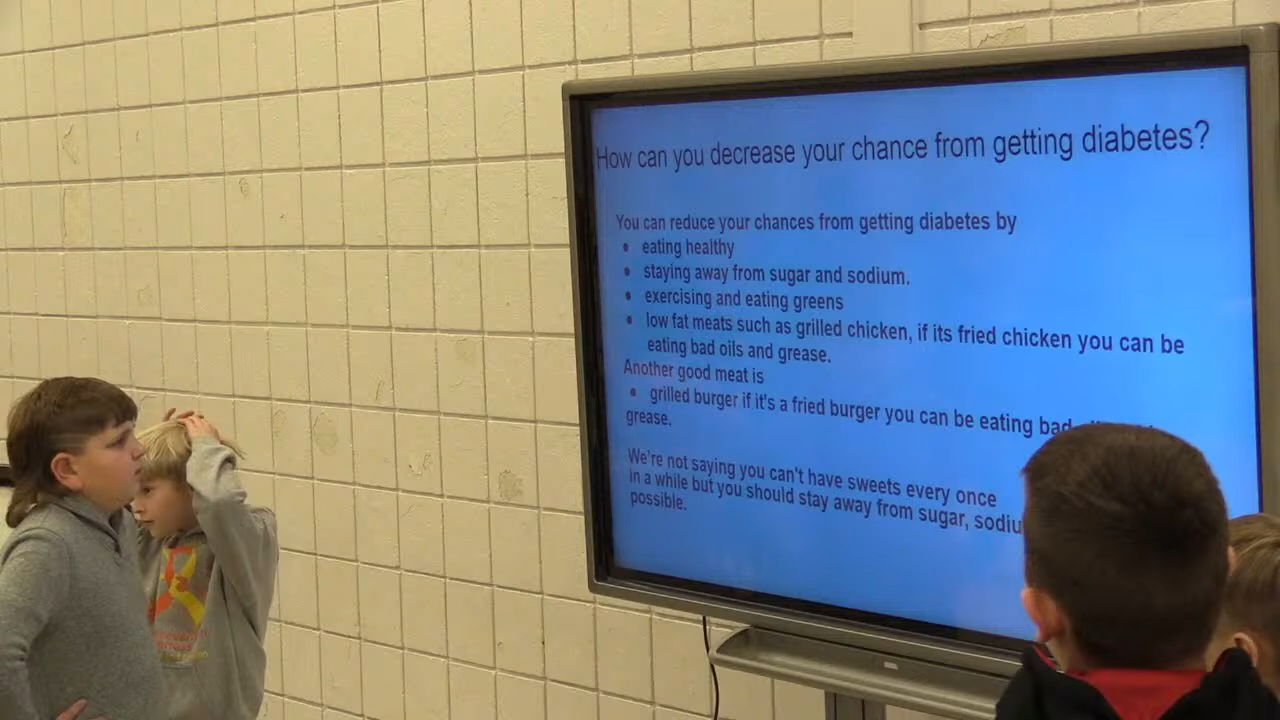 How can you decrease your chance from getting diabetes?
You can reduce your chances from getting diabetes by
• eating healthy
• staying away from sugar and sodium.
• exercising and eating greens
• low fat meats such as grilled chicken, if its fried chicken you can be
eating bad oils and grease.
Another good meat is
• grilled burger if it's a fried burger you can be eating bad
grease.
We're not saying you can't have sweets every once
in a while but you should stay away from sugar,
possible.